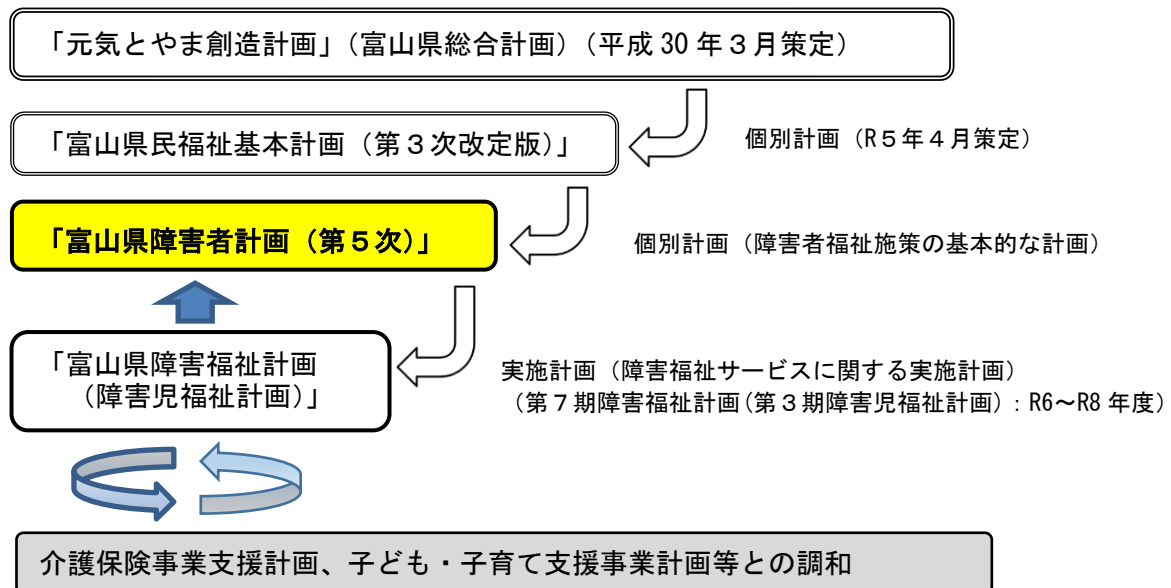 「元気とやま創造計画」(富山県総合計画)(平成30年3月策定)
「富山県民福祉基本計画(第3次改定版)」
個別計画(R5年4月策定)
「富山県障害者計画(第5次)」
個別計画(障害者福祉施策の基本的な計画)
「富山県障害福祉計画
(障害児福祉計画)」
実施計画(障害福祉サービスに関する実施計画)
(第7期障害福祉計画(第3期障害児福祉計画):R6~R8年度)
介護保険事業支援計画、子ども・子育て支援事業計画等との調和